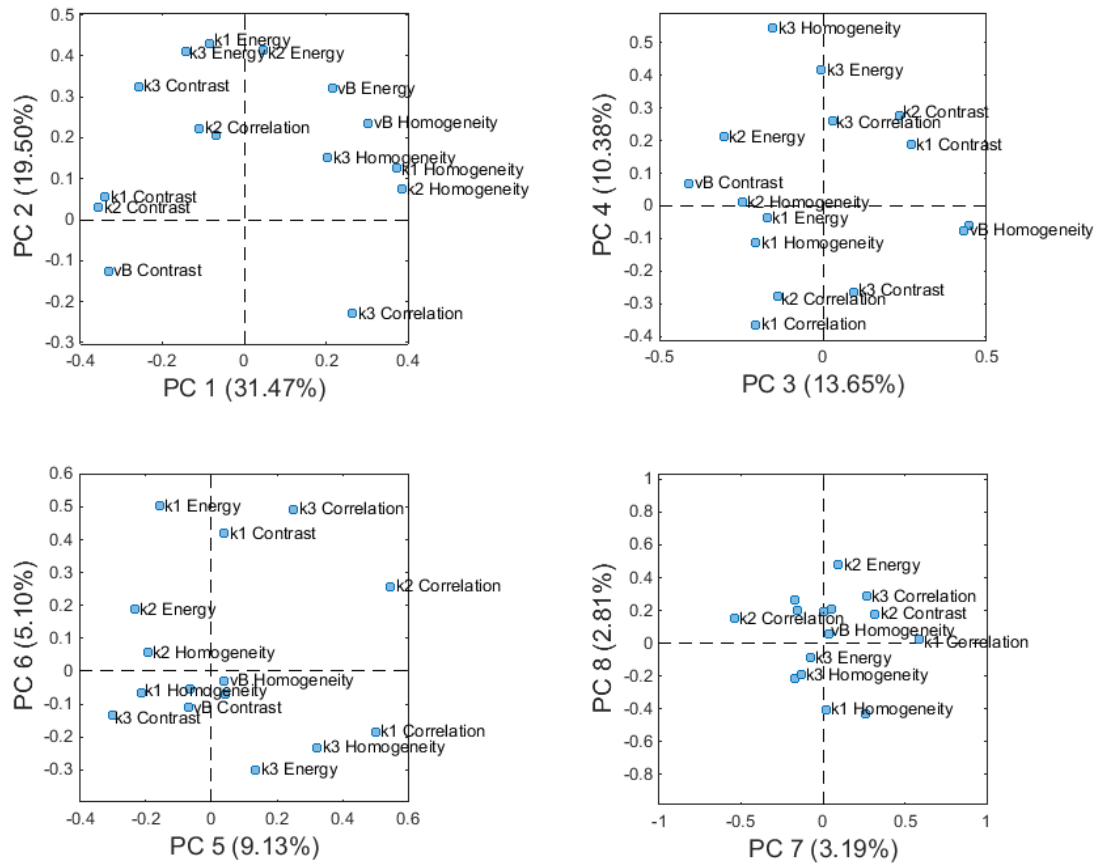 0.5
0.4
0.3
0.2
0.1
0
-0.1
-0.2
-0.3
-0.4
-0.2
0
0.2
0.4
PC 2 (19.50%)
PC 1 (31.47%)
k1 Energy
k3 Energy
k2 Energy
k3 Contrast
vB Energy
k2 Correlation
vB Homogeneity
k3 Homogeneity
k1 Homogeneity
k2 Homogeneity
k1 Contrast
k2 Contrast
vB Contrast
k3 Correlation
0.5
0.4
0.3
0.2
0.1
0
-0.1
-0.2
-0.3
-0.4
-0.5
0
0.5
PC 4 (10.38%)
PC 3 (13.65%)
k3 Homogeneity
k3 Energy
k2 Contrast
k3 Correlation
k2 Energy
k1 Contrast
vB Contrast
k2 Homogeneity
k1 Energy
vB Homogeneity
k1 Homogeneity
k3 Contrast
k2 Correlation
k1 Correlation
0.6
0.5
0.4
0.3
0.2
0.1
0
-0.1
-0.2
-0.3
-0.4
-0.2
0
0.2
0.4
0.6
PC 6 (5.10%)
PC 5 (9.13%)
k1 Energy
k3 Correlation
k1 Contrast
k2 Correlation
k2 Energy
k2 Homogeneity
vB Homogeneity
k1 Homogeneity
vB Contrast
k3 Contrast
k1 Correlation
k3 Homogeneity
k3 Energy
1
0.8
0.6
0.4
0.2
0
-0.2
-0.4
-0.6
-0.8
-1
-0.5
0
0.5
1
PC 8 (2.81%)
PC 7 (3.19%)
k2 Energy
k3 Correlation
k2 Correlation
k2 Contrast
vB Homogeneity
k1 Correlation
k3 Energy
k3 Homogeneity
k1 Homogeneity